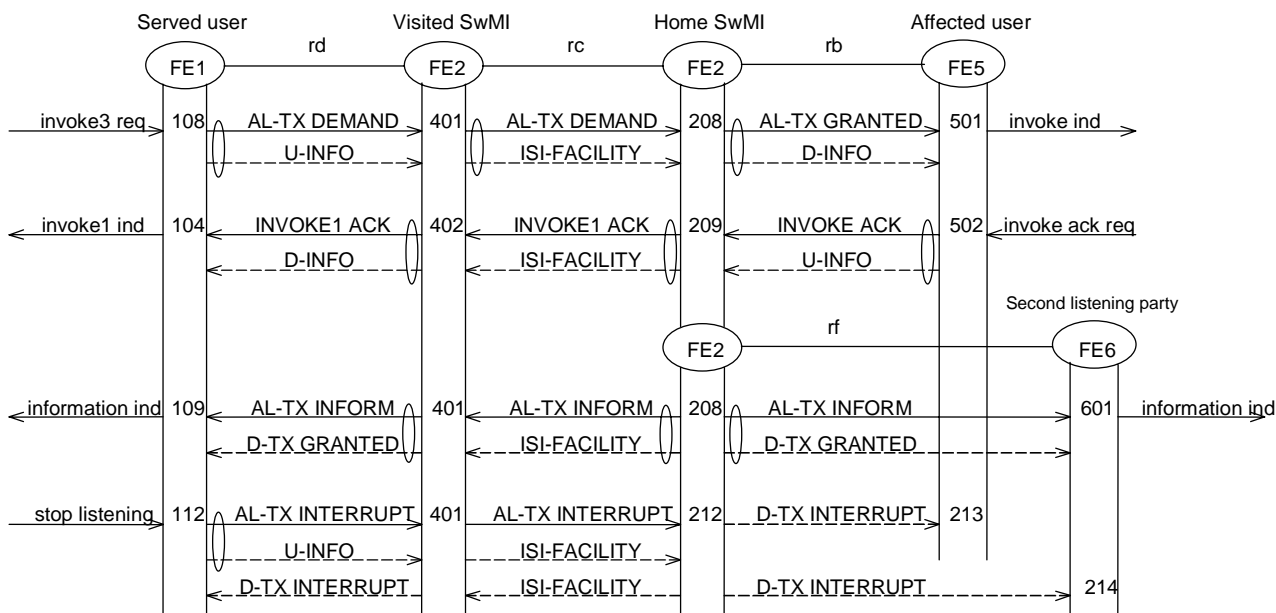 Served user Visited SwMI Home SwMI Affected user
rd rc rb
FE1 FE2 FE2 FE5
invoke3 req 108 AL-TX DEMAND 401 AL-TX DEMAND 208 AL-TX GRANTED 501 invoke ind
U-INFO ISI-FACILITY D-INFO
invoke1 ind 104 INVOKE1 ACK 402 INVOKE1 ACK 209 INVOKE ACK 502 invoke ack req
D-INFO ISI-FACILITY U-INFO
Second listening party
rf
FE2 FE6
information ind 109 AL-TX INFORM 401 AL-TX INFORM 208 AL-TX INFORM 601 information ind
D-TX GRANTED ISI-FACILITY D-TX GRANTED
stop listening 112 AL-TX INTERRUPT 401 AL-TX INTERRUPT 212 D-TX INTERRUPT 213
U-INFO ISI-FACILITY
D-TX INTERRUPT ISI-FACILITY D-TX INTERRUPT 214